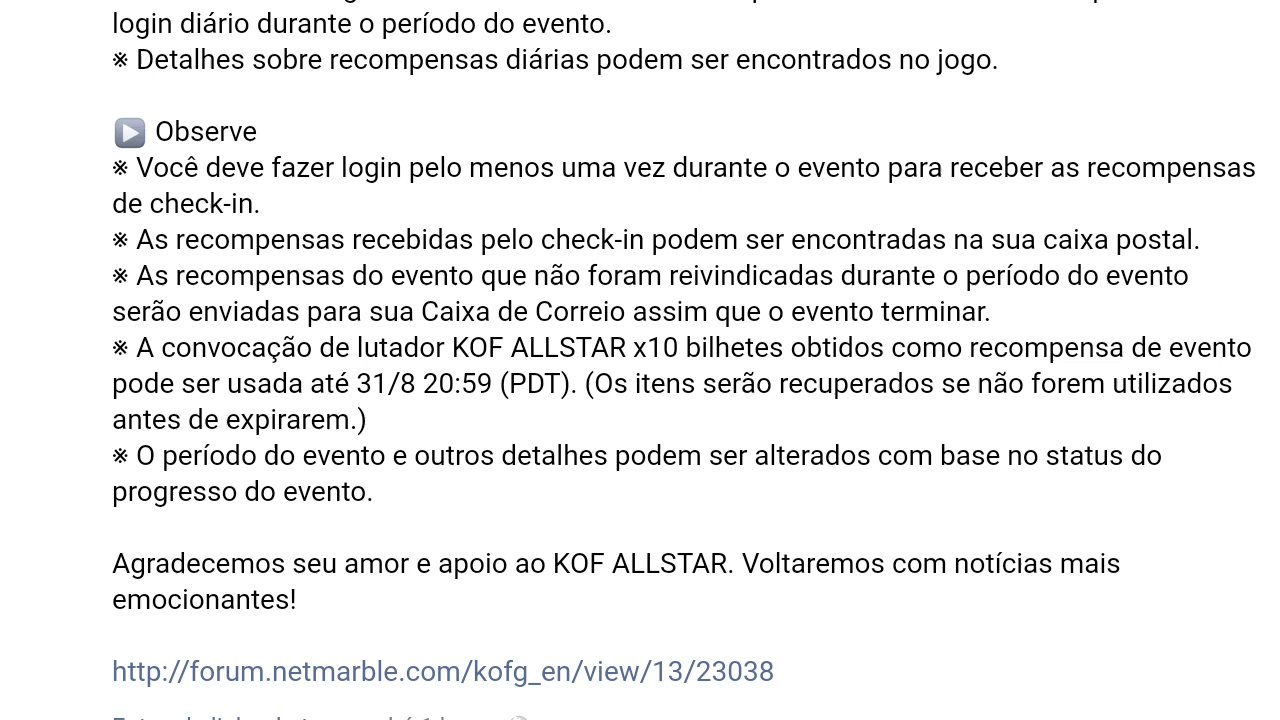 login diário durante o período do evento.
※ Detalhes sobre recompensas diárias podem ser encontrados no jogo.
▶ Observe
※ Você deve fazer login pelo menos uma vez durante o evento para receber as recompensas
de check-in.
※ As recompensas recebidas pelo check-in podem ser encontradas na sua caixa postal.
※ As recompensas do evento que não foram reivindicadas durante o período do evento
serão enviadas para sua Caixa de Correio assim que o evento terminar.
※ A convocação de lutador KOF ALLSTAR x10 bilhetes obtidos como recompensa de evento
pode ser usada até 31/8 20:59 (PDT). (Os itens serão recuperados se não forem utilizados
antes de expirarem.)
※ O período do evento e outros detalhes podem ser alterados com base no status do
progresso do evento.
Agradecemos seu amor e apoio ao KOF ALLSTAR. Voltaremos com notícias mais
emocionantes!
http://forum.netmarble.com/kofg_en/view/13/23038